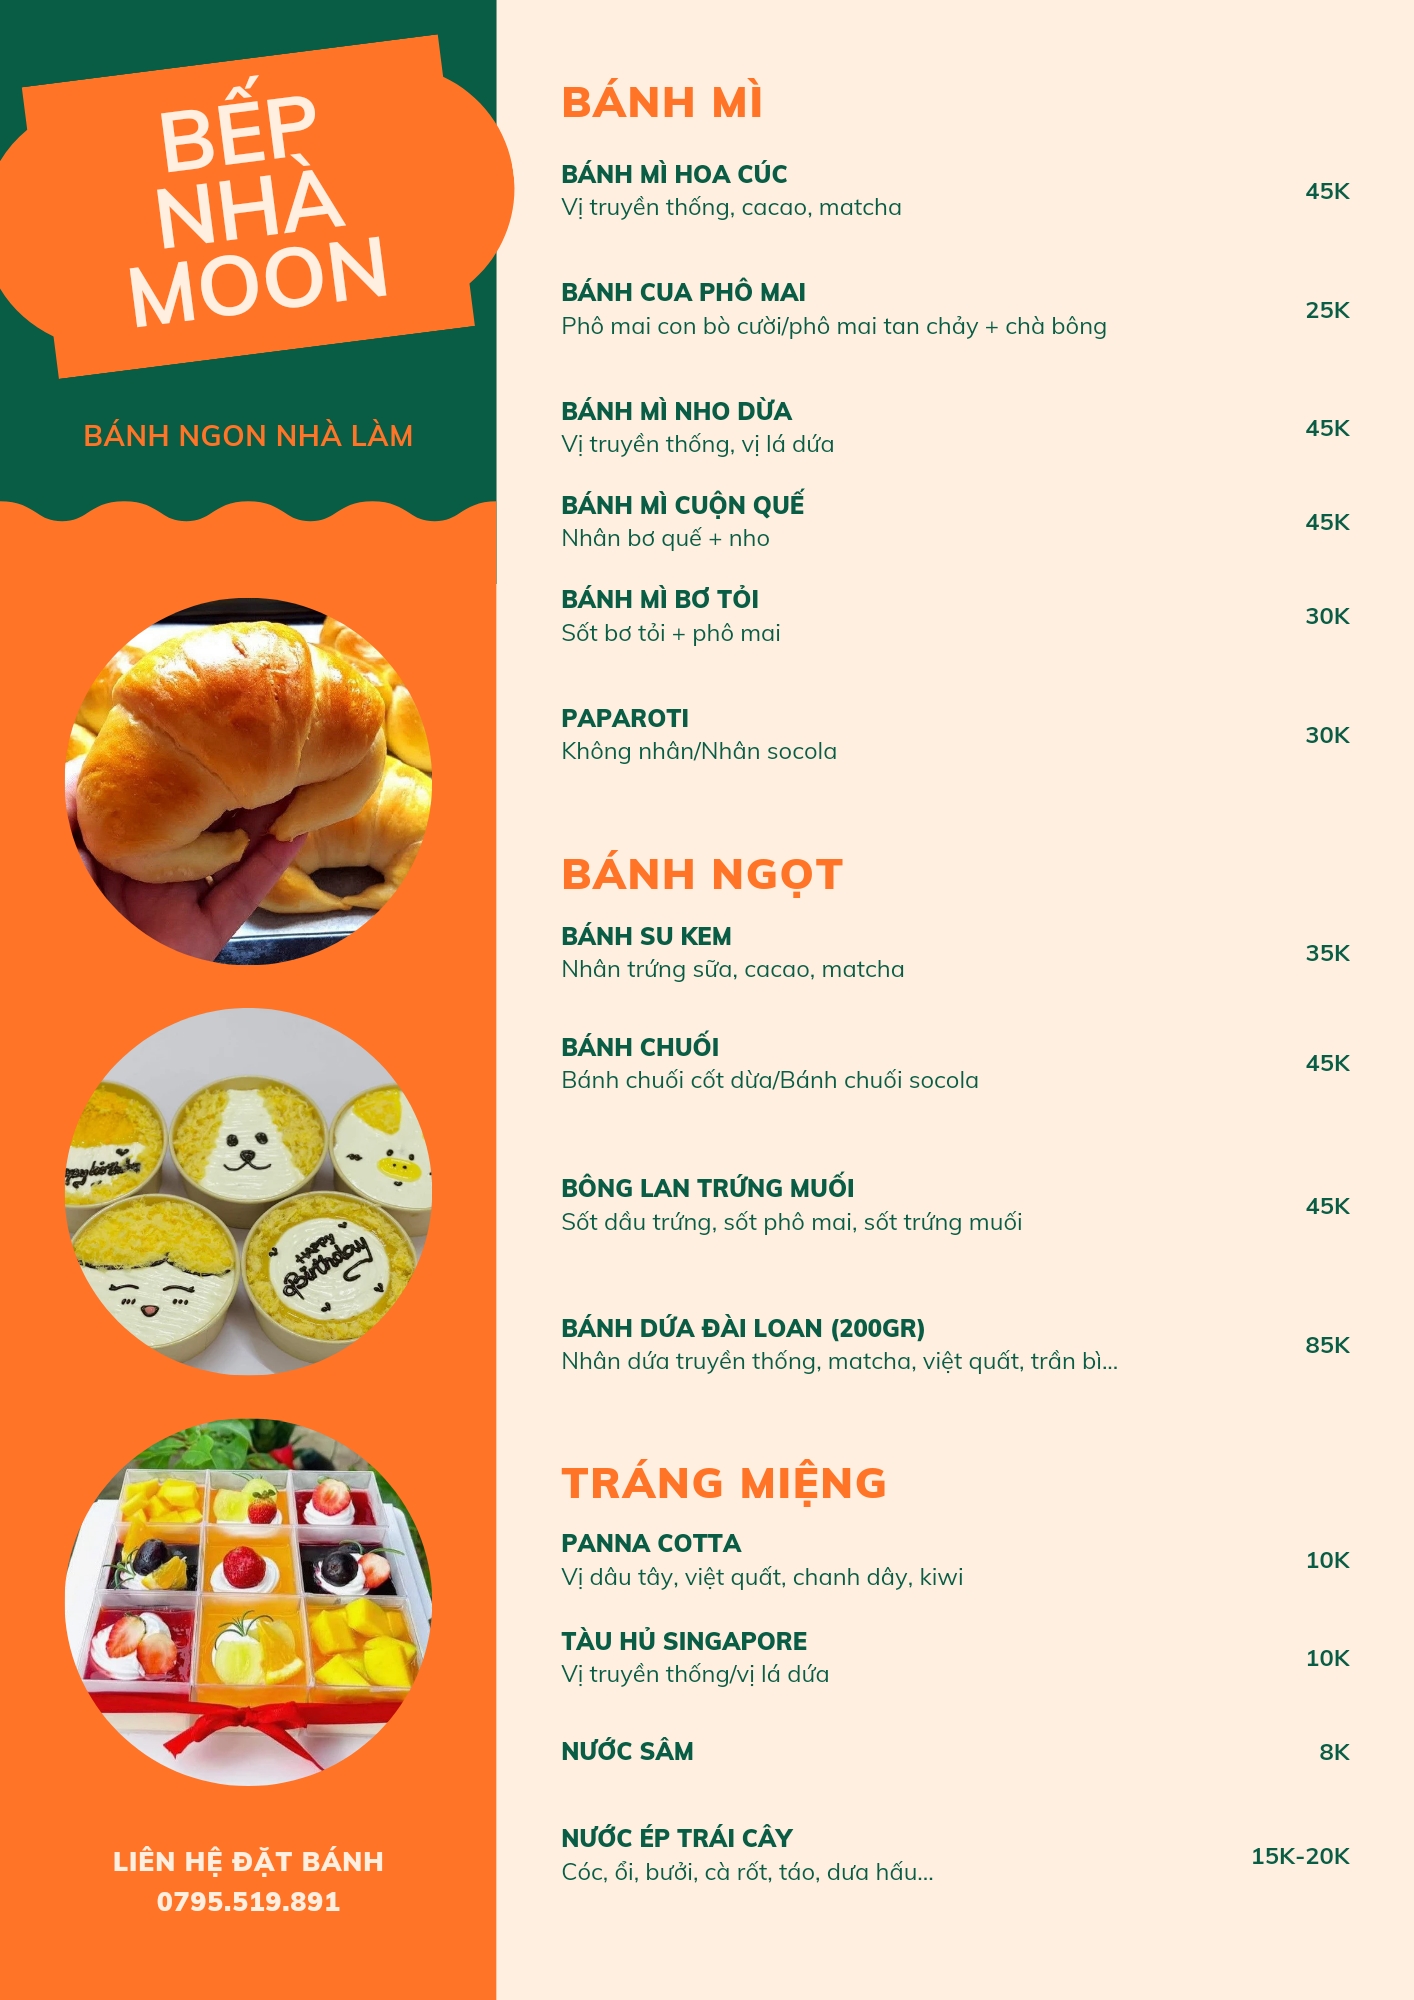 BẾP
NHÀ
MOON
BÁNH NGON NHÀ LÀM
HAPPY
Birthday
LIÊN HỆ ĐẶT BÁNH
0795.519.891
BÁNH MÌ
BÁNH MÌ HOA CÚC
Vị truyền thống, cacao, matcha
45K
BÁNH CUA PHÔ MAI
Phô mai con bò cười/phô mai tan chảy + chà bông
25K
BÁNH MÌ NHO DỪA
Vị truyền thống, vị lá dứa
45K
BÁNH MÌ CUỘN QUẾ
Nhân bơ quế + nho
45K
BÁNH MÌ BƠ TỎI
Sốt bơ tỏi + phô mai
30K
PAPAROTI
Không nhân/Nhân socola
30K
BÁNH NGỌT
BÁNH SU KEM
Nhân trứng sữa, cacao, matcha
35K
BÁNH CHUỐI
Bánh chuối cốt dừa/Bánh chuối socola
45K
BÔNG LAN TRỨNG MUỐI
Sốt dầu trứng, sốt phô mai, sốt trứng muối
45K
BÁNH DỨA ĐÀI LOAN (200GR)
Nhân dứa truyền thống, matcha, việt quất, trần bì...
85K
TRÁNG MIỆNG
PANNA COTTA
Vị dâu tây, việt quất, chanh dây, kiwi
10K
TÀU HỦ SINGAPORE
Vị truyền thống/vị lá dứa
10K
NƯỚC SÂM
8K
NƯỚC ÉP TRÁI CÂY
Cóc, ổi, bưởi, cà rốt, táo, dưa hấu...
15K-20K